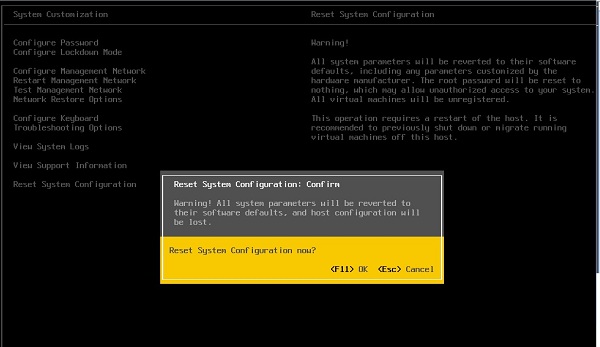 System Customization
Reset System Configuration
Configure Password
Configure Lockdown Mode
Configure Management Network
Restart Management Network
Test Management Network
Network Restore Options
Configure Keyboard
Troubleshooting Options
View System Logs
View Support Information
Reset System Configuration
Warning!
All system parameters will be reverted to their software
defaults, including any parameters customized by the
hardware manufacturer. The root password will be reset to
nothing, which may allow unauthorized access to your system.
All virtual machines will be unregistered.
This operation requires a restart of the host. It is
recommended to previously shut down or migrate running
virtual machines off this host.
Reset System Configuration: Confirm
Warning! All system parameters will be reverted to
their software defaults, and host configuration will
be lost.
Reset System Configuration now?
<F11> OK <Esc> Cancel